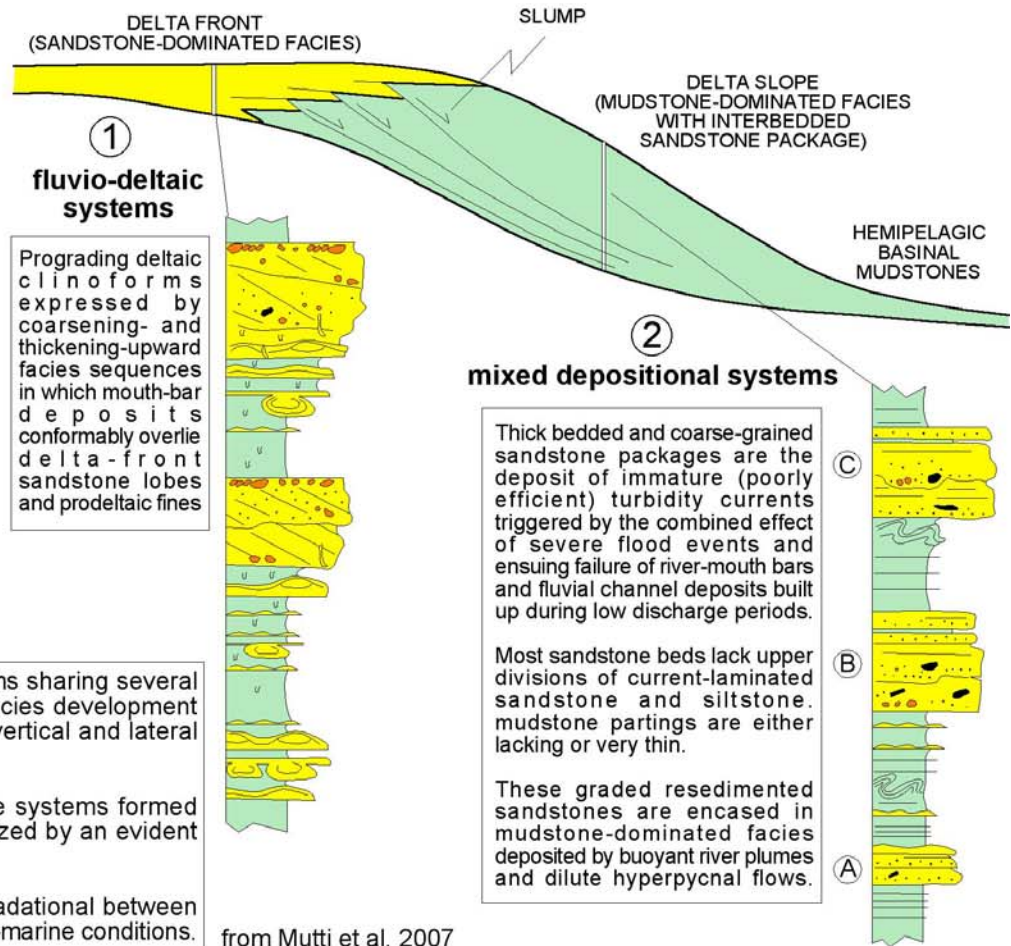 DELTA FRONT
(SANDSTONE-DOMINATED FACIES)
SLUMP
DELTA SLOPE
(MUDSTONE-DOMINATED FACIES
WITH INTERBEDDED
SANDSTONE PACKAGE)
HEMIPELAGIC
BASINAL
MUDSTONES
1
fluvio-deltaic
systems
Prograding deltaic
clinoforms
expressed by
coarsening- and
thickening-upward
facies sequences
in which mouth-bar
deposits
conformably overlie
delta-front
sandstone lobes
and prodeltaic fines
2
mixed depositional systems
Thick bedded and coarse-grained
sandstone packages are the
deposit of immature (poorly
efficient) turbidity currents
triggered by the combined effect
of severe flood events and
ensuing failure of river-mouth bars
and fluvial channel deposits built
up during low discharge periods.
Most sandstone beds lack upper
divisions of current-laminated
sandstone and siltstone.
mudstone partings are either
lacking or very thin.
These graded resedimented
sandstones are encased in
mudstone-dominated facies
deposited by buoyant river plumes
and dilute hyperpycnal flows.
C
B
A
sharing several
development
vertical and lateral
systems formed
by an evident
between
conditions.
from Mutti et al. 2007